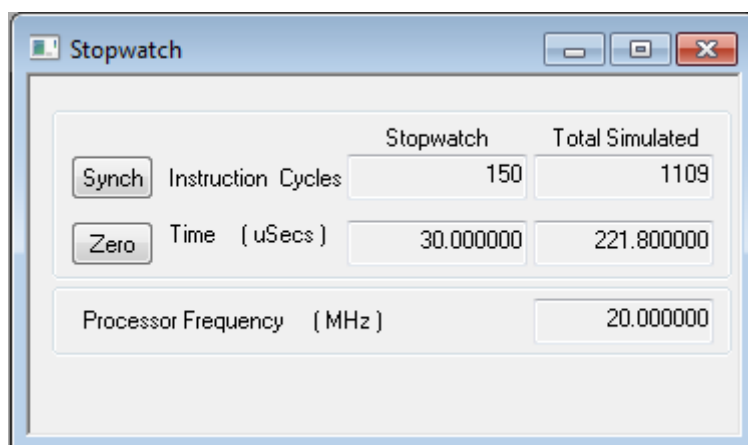 Stopwatch
Stopwatch Total Simulated
Synch Instruction Cycles 150 1109
Zero Time ( uSecs ) 30.000000 221.800000
Processor Frequency ( MHz ) 20.000000